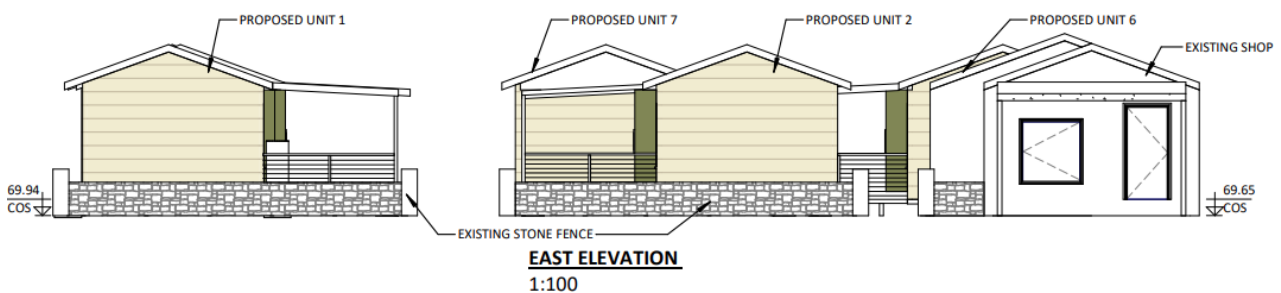 PROPOSED UNIT 1
PROPOSED UNIT 7
PROPOSED UNIT 2
PROPOSED UNIT 6
EXISTING SHOP
69.94
COS
69.65
COS
EXISTING STONE FENCE
EAST ELEVATION
1:100